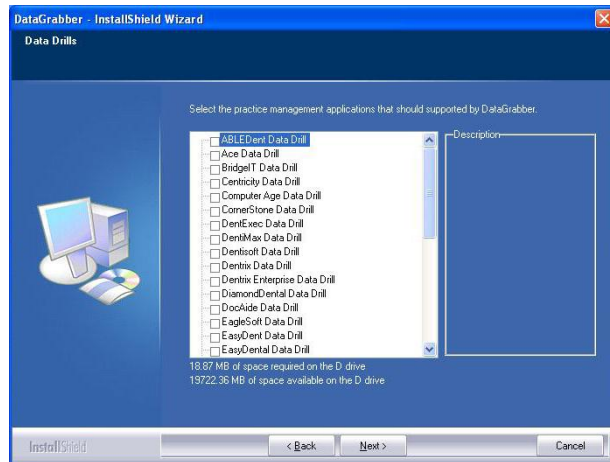 DataGrabber - InstallShield Wizard
Data Drills
Select the practice management applications that should supported by DataGrabber.
ABLEDent Data Drill
Ace Data Drill
BridgeIT Data Drill
Centricity Data Drill
Computer Age Data Drill
CornerStone Data Drill
DentExec Data Drill
DentiMax Data Drill
Dentisoft Data Drill
Dentrix Data Drill
Dentrix Enterprise Data Drill
DiamondDental Data Drill
DocAide Data Drill
EagleSoft Data Drill
EasyDent Data Drill
EasyDental Data Drill
Description
18.87 MB of space required on the D drive
19722.36 MB of space available on the D drive
InstallShield
< Back
Next >
Cancel